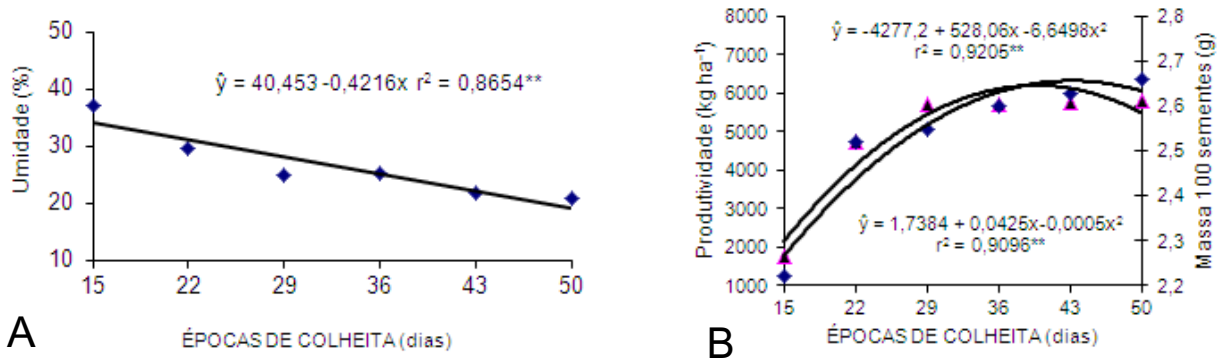 50
40
30
20
10
Umidade (%)
ŷ = 40,453 -0,4216x r² = 0,8654**
15 22 29 36 43 50
ÉPOCAS DE COLHEITA (dias)
A
8000
7000
6000
5000
4000
3000
2000
1000
Produtividade (kg ha⁻¹)
ŷ = -4277,2 + 528,06x -6,6498x²
r² = 0,9205**
ŷ = 1,7384 + 0,0425x-0,0005x²
r² = 0,9096**
2,8
2,7
2,6
2,5
2,4
2,3
2,2
Massa 100 sementes (g)
15 22 29 36 43 50
ÉPOCAS DE COLHEITA (dias)
B